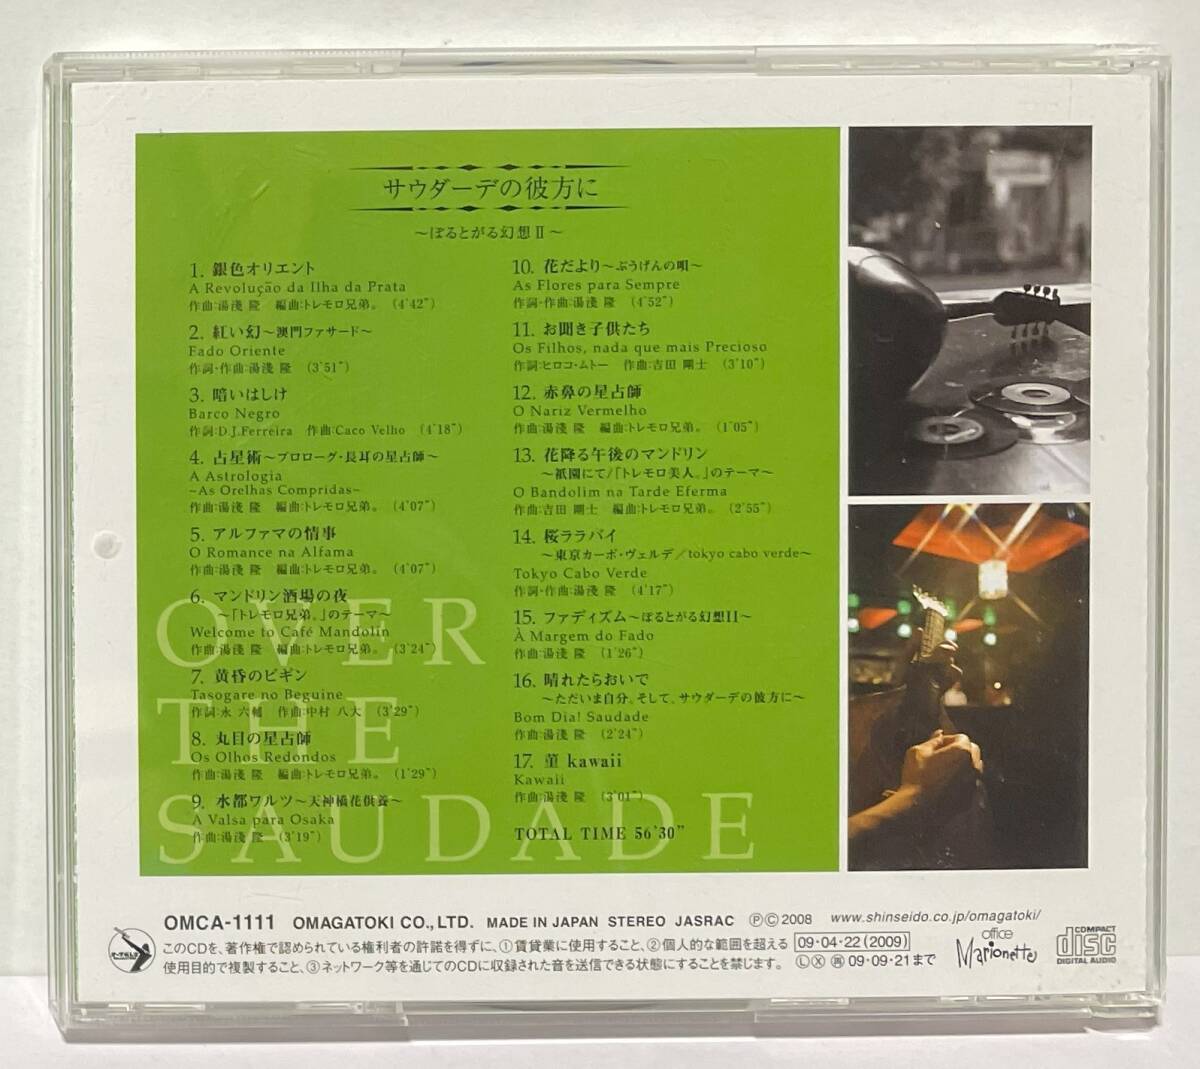 サウダーデの彼方に
～ぽるとがる幻想Ⅱ～
1. 銀色オリエント
A Revolução da Ilha da Prata
作曲:湯淺 隆 編曲:トレモロ兄弟。 (4'42")
2. 紅い幻～澳門ファサード～
Fado Oriente
作詞・作曲:湯淺 隆 (3'51")
3. 暗いはしけ
Barco Negro
作詞:D.J.Ferreira 作曲:Caco Velho (4'18")
4. 占星術～プロローグ・長耳の星占師～
A Astrologia
~As Orelhas Compridas~
作曲:湯淺 隆 編曲:トレモロ兄弟。 (4'07")
5. アルファマの情事
O Romance na Alfama
作曲:湯淺 隆 編曲:トレモロ兄弟。 (4'07")
6. マンドリン酒場の夜
～「トレモロ兄弟。」のテーマ～
Welcome to Café Mandolin
作曲:湯淺 隆 編曲:トレモロ兄弟。 (3'24")
7. 黄昏のビギン
Tasogare no Beguine
作詞:永 六輔 作曲:中村 八大 (3'29")
8. 丸目の星占師
Os Olhos Redondos
作曲:湯淺 隆 編曲:トレモロ兄弟。 (1'29")
9. 水都ワルツ～天神橋花供養～
A Valsa para Osaka
作曲:湯淺 隆 (3'19")
10. 花だより～ぶうげんの唄～
As Flores para Sempre
作詞・作曲:湯淺 隆 (4'52")
11. お聞き子供たち
Os Filhos, nada que mais Precioso
作詞:ヒロコ・ムトー 作曲:吉田 剛士 (3'10")
12. 赤鼻の星占師
O Nariz Vermelho
作曲:湯淺 隆 編曲:トレモロ兄弟。 (1'05")
13. 花降る午後のマンドリン
～祇園にて/「トレモロ美人。」のテーマ～
O Bandolim na Tarde Eferma
作曲:吉田 剛士 編曲:トレモロ兄弟。 (2'55")
14. 桜ララバイ
～東京カーボ・ヴェルデ/tokyo cabo verde～
Tokyo Cabo Verde
作詞・作曲:湯淺 隆 (4'17")
15. ファディズム～ぽるとがる幻想II～
À Margem do Fado
作曲:湯淺 隆 (1'26")
16. 晴れたらおいで
～ただいま自分。そして、サウダーデの彼方に～
Bom Dia! Saudade
作曲:湯淺 隆 (2'24")
17. 菫 kawaii
Kawaii
作曲:湯淺 隆 (3'01")
TOTAL TIME 56'30"
OVER
THE
SAUDADE
OMCA-1111 OMAGATOKI CO., LTD. MADE IN JAPAN STEREO JASRAC ⓅⒸ 2008 www.shinseido.co.jp/omagatoki/
このCDを、著作権で認められている権利者の許諾を得ずに、①賃貸業に使用すること、②個人的な範囲を超える
使用目的で複製すること、③ネットワーク等を通じてこのCDに収録された音を送信できる状態にすることを禁じます。
09・04・22 (2009)
Ⓛ Ⓧ ㊑ 09・09・21まで
office
Marionette
COMPACT
disc
DIGITAL AUDIO